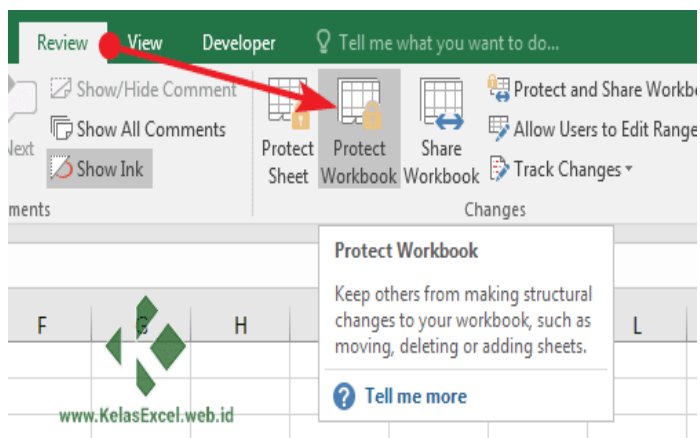 Review View Developer Tell me what you want to do...
Show/Hide Comment
Show All Comments
Next
Show Ink
ments
Protect
Sheet
Protect
Workbook
Share
Workbook
Protect and Share Workbo
Allow Users to Edit Range
Track Changes
Changes
Protect Workbook
Keep others from making structural
changes to your workbook, such as
moving, deleting or adding sheets.
Tell me more
F G H L
www.KelasExcel.web.id